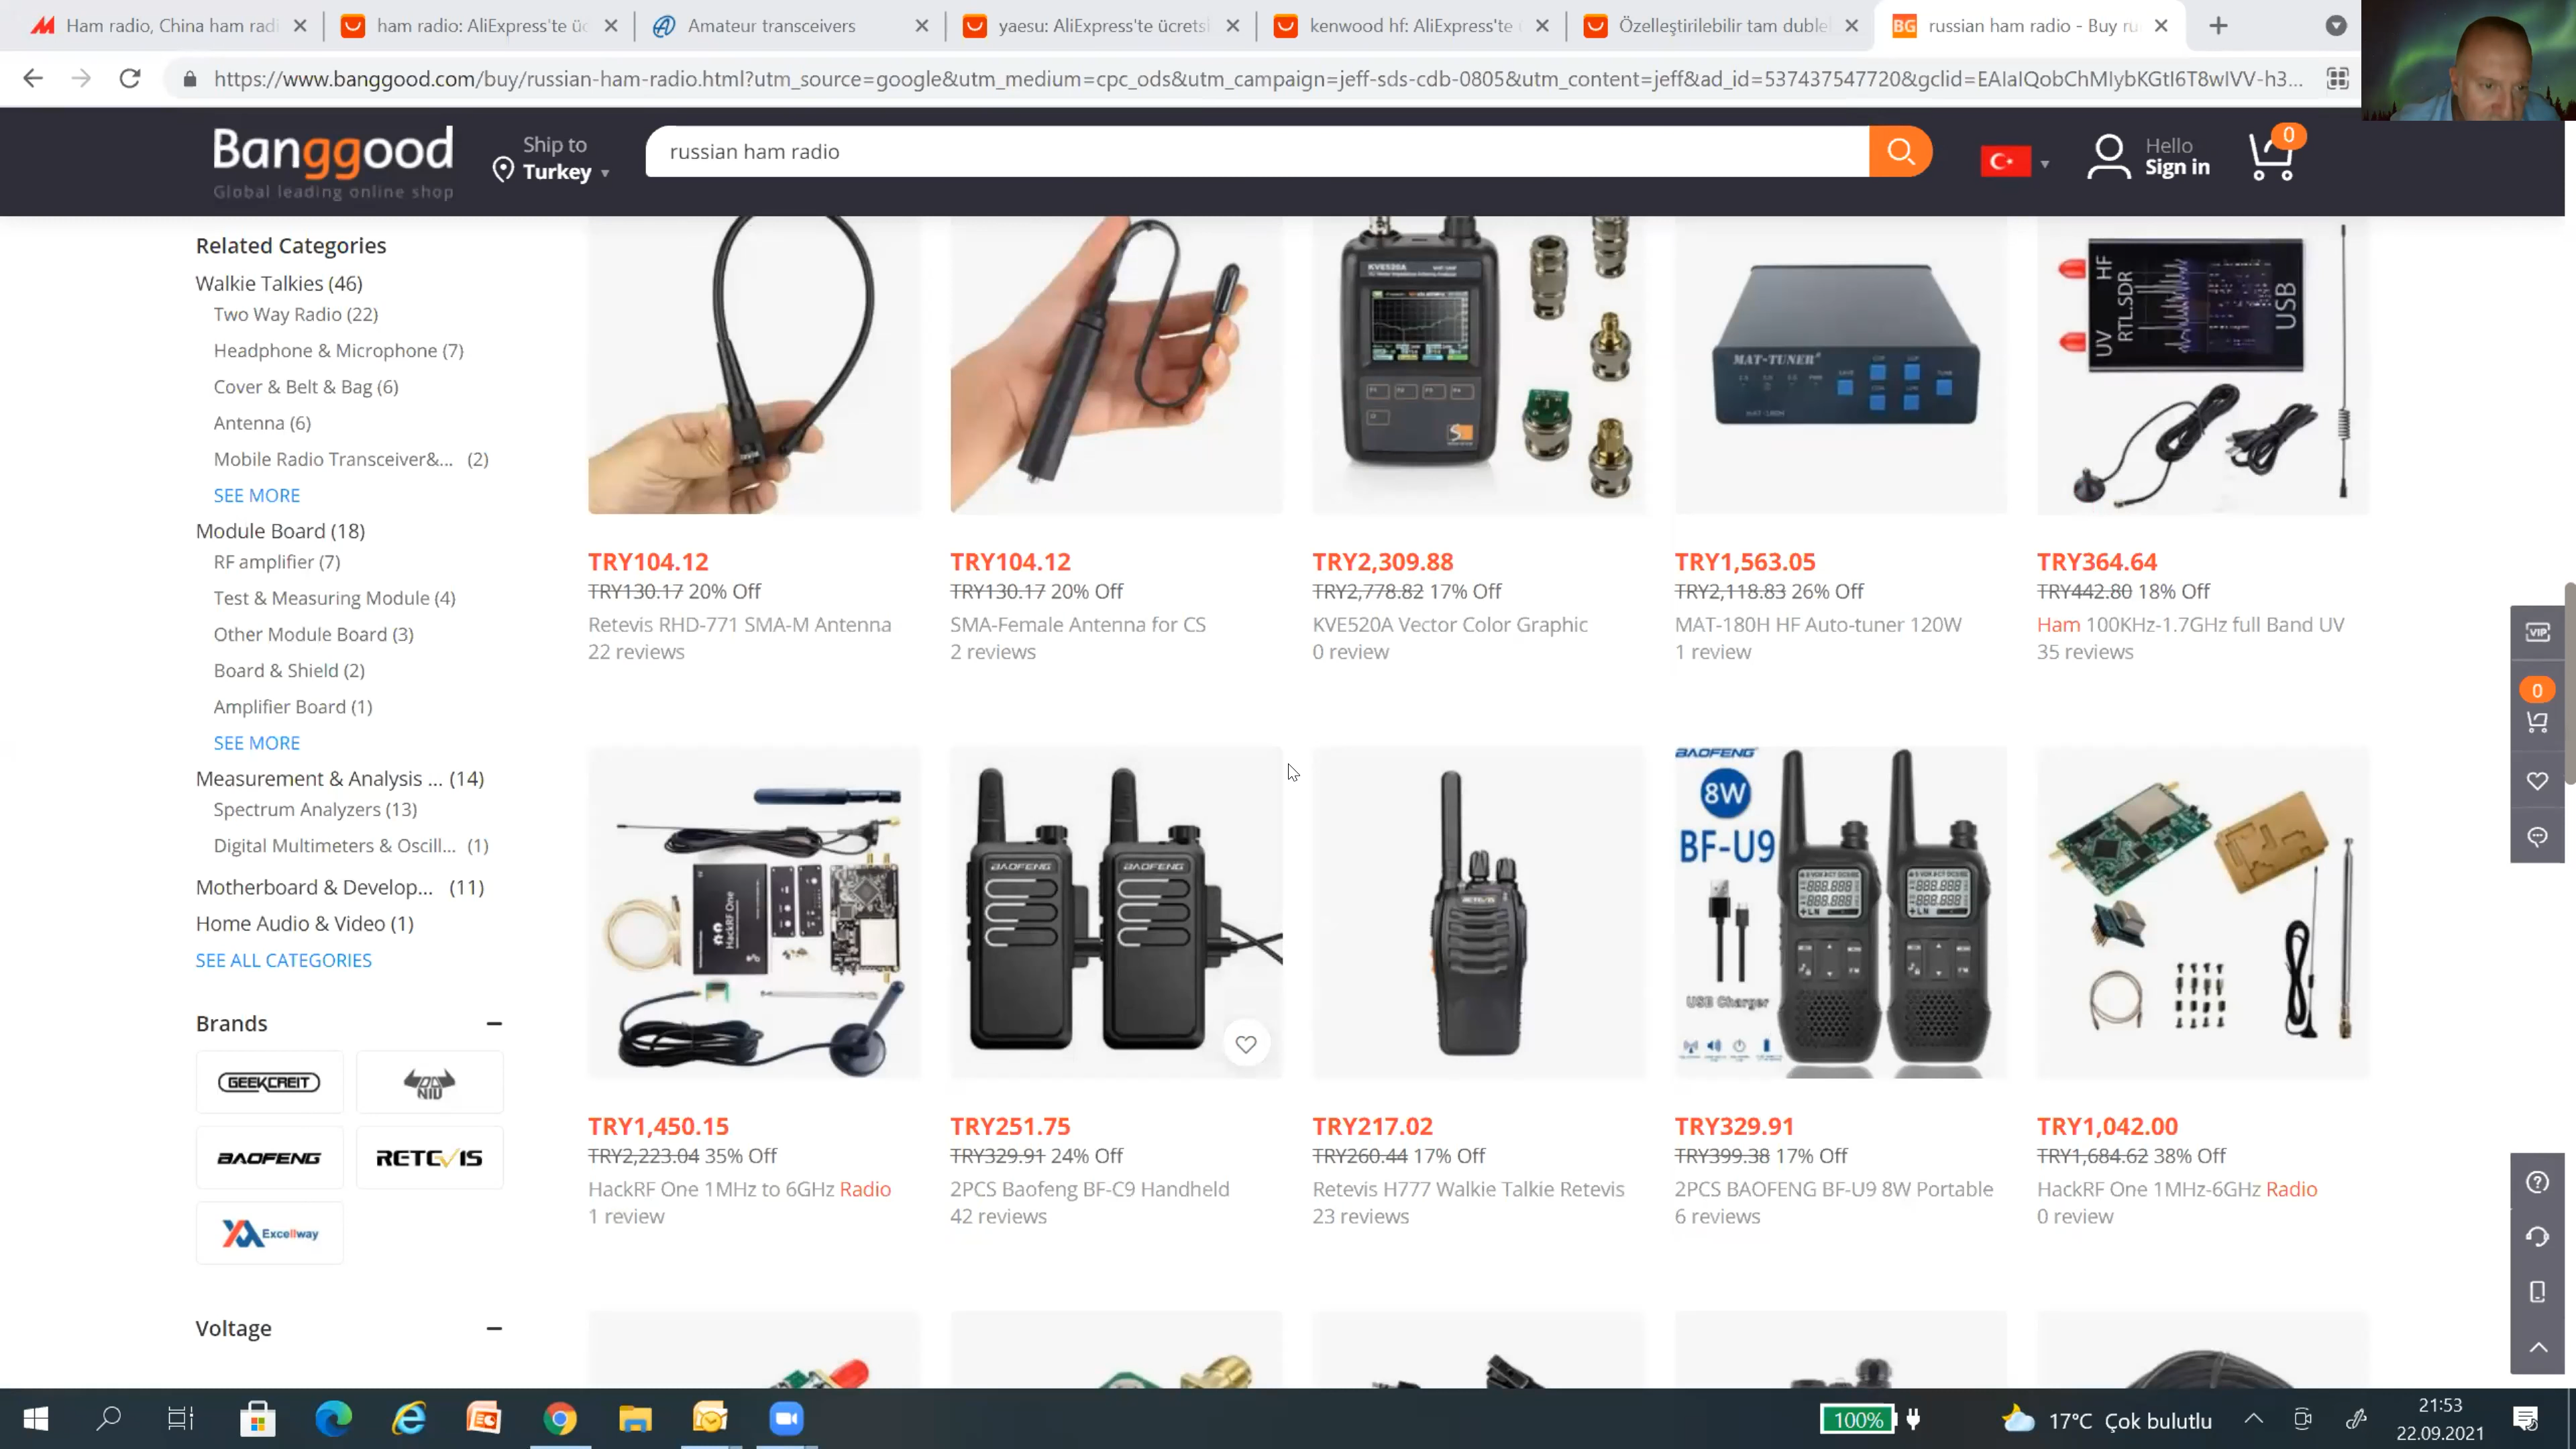 Ham radio, China ham radi
ham radio: AliExpress'te üc
Amateur transceivers
yaesu: AliExpress'te ücretsi
kenwood hf: AliExpress'te
Özelleştirilebilir tam duble
BG
russian ham radio - Buy ru
https://www.banggood.com/buy/russian-ham-radio.html?utm_source=google&utm_medium=cpc_ods&utm_campaign=jeff-sds-cdb-0805&utm_content=jeff&ad_id=537437547720&gclid=EAIaIQobChMIybKGtI6T8wIVV-h3...
Banggood
Global leading online shop
Ship to
Turkey
russian ham radio
Hello
Sign in
0
Related Categories
Walkie Talkies (46)
Two Way Radio (22)
Headphone & Microphone (7)
Cover & Belt & Bag (6)
Antenna (6)
Mobile Radio Transceiver&... (2)
SEE MORE
Module Board (18)
RF amplifier (7)
Test & Measuring Module (4)
Other Module Board (3)
Board & Shield (2)
Amplifier Board (1)
SEE MORE
Measurement & Analysis ... (14)
Spectrum Analyzers (13)
Digital Multimeters & Oscill... (1)
Motherboard & Develop... (11)
Home Audio & Video (1)
SEE ALL CATEGORIES
Brands
GEEKCREIT
NIU
BAOFENG
RETEVIS
Excellway
Voltage
KVE520A
MAT-TUNER
MAT-180H
UV HF
RTL.SDR
USB
TRY104.12
TRY130.17 20% Off
Retevis RHD-771 SMA-M Antenna
22 reviews
TRY104.12
TRY130.17 20% Off
SMA-Female Antenna for CS
2 reviews
TRY2,309.88
TRY2,778.82 17% Off
KVE520A Vector Color Graphic
0 review
TRY1,563.05
TRY2,118.83 26% Off
MAT-180H HF Auto-tuner 120W
1 review
TRY364.64
TRY442.80 18% Off
Ham 100KHz-1.7GHz full Band UV
35 reviews
HackRF One
BAOFENG
BAOFENG
RETEVIS
BAOFENG
8W
BF-U9
USB Charger
888.888
888.888
888.888
888.888
TRY1,450.15
TRY2,223.04 35% Off
HackRF One 1MHz to 6GHz Radio
1 review
TRY251.75
TRY329.91 24% Off
2PCS Baofeng BF-C9 Handheld
42 reviews
TRY217.02
TRY260.44 17% Off
Retevis H777 Walkie Talkie Retevis
23 reviews
TRY329.91
TRY399.38 17% Off
2PCS BAOFENG BF-U9 8W Portable
6 reviews
TRY1,042.00
TRY1,684.62 38% Off
HackRF One 1MHz-6GHz Radio
0 review
VIP
0
100%
17°C Çok bulutlu
21:53
22.09.2021